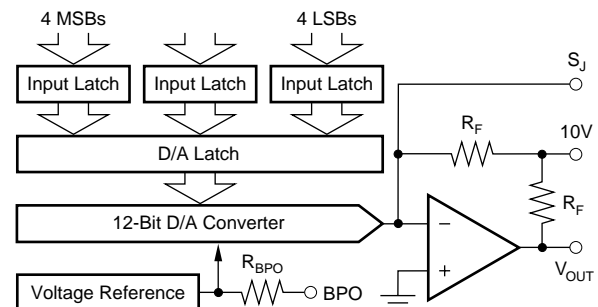 4 MSBs 4 LSBs
Input Latch Input Latch Input Latch
S_J
R_F 10V
D/A Latch
R_F
12-Bit D/A Converter
−
+
V_OUT
R_BPO
Voltage Reference BPO